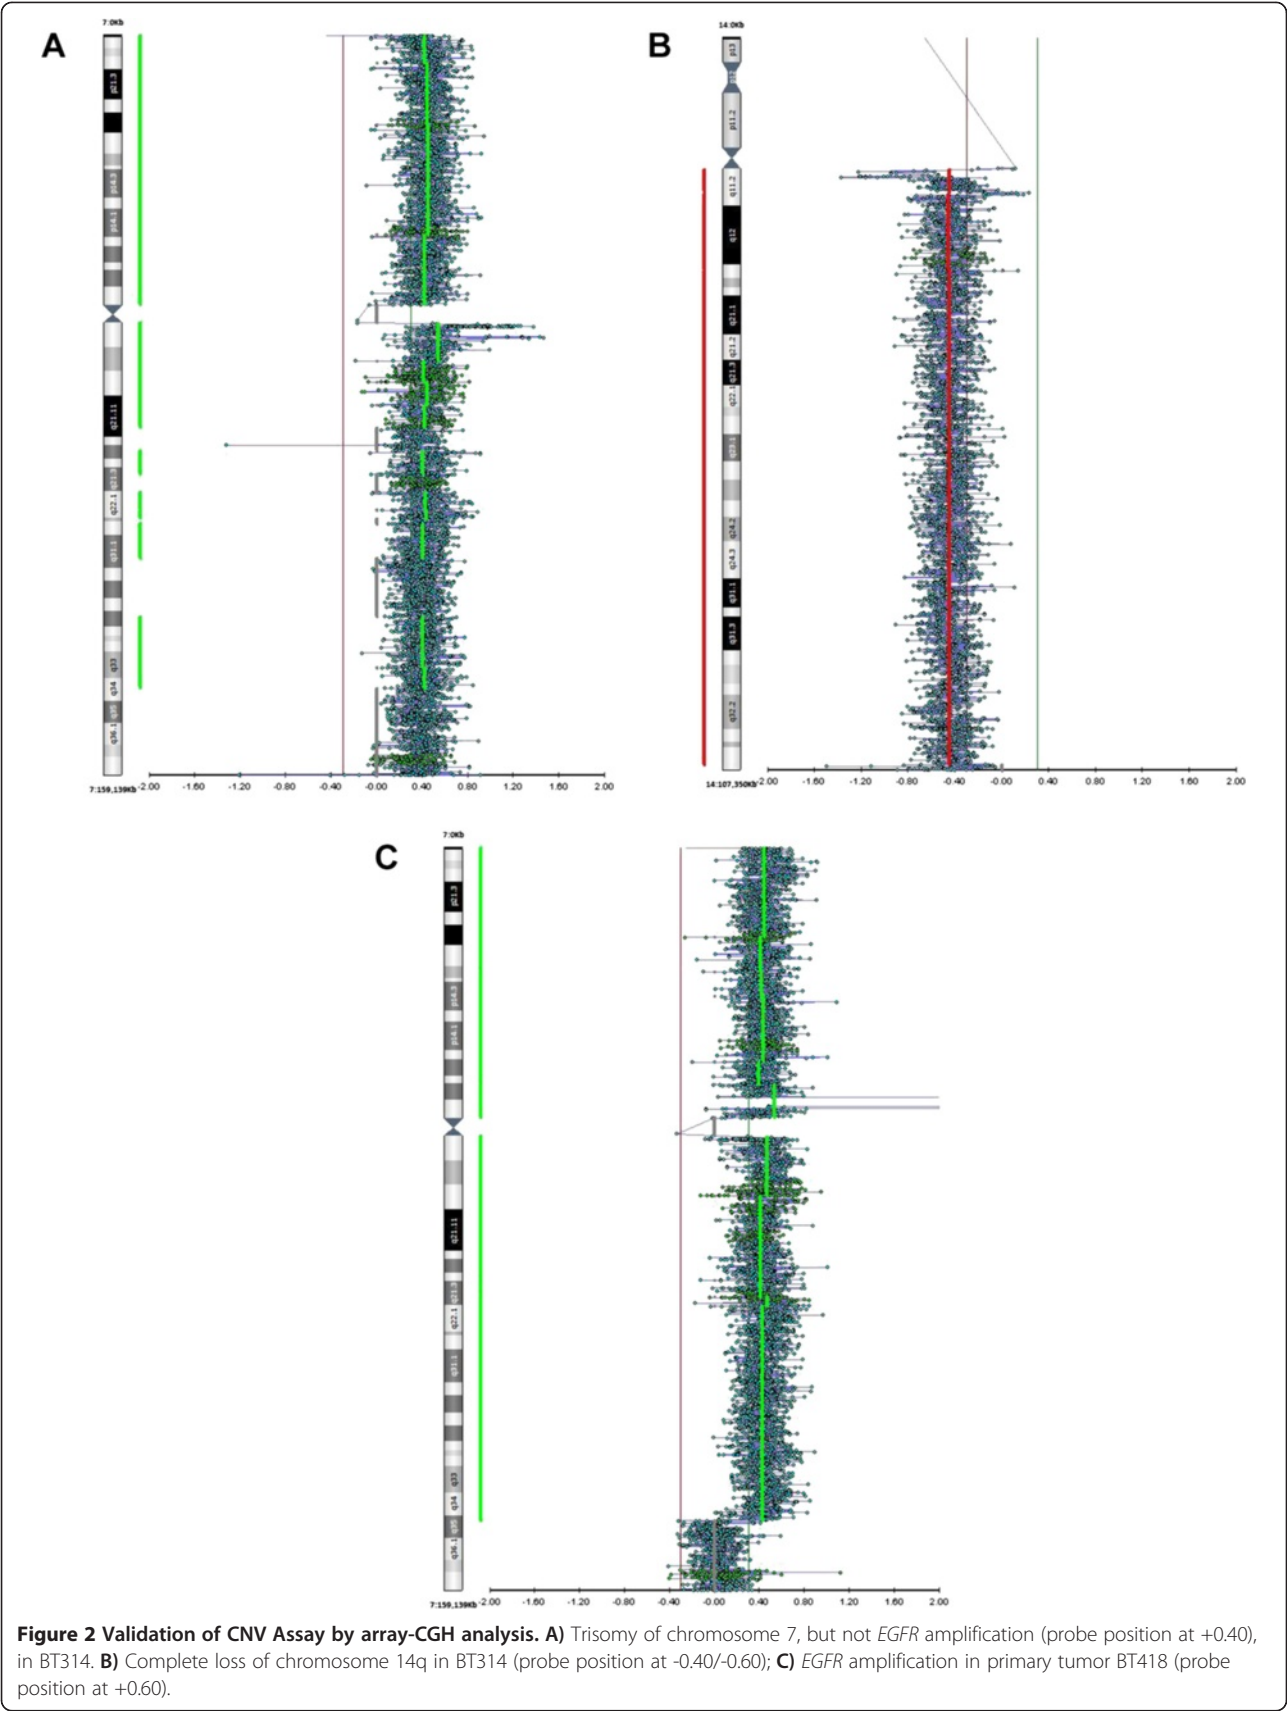 A
7:0Kb
p21.3
p14.3
p14.1
q21.11
q21.3
q22.1
q31.1
q33
q34
q35
q36.1
7:159,139Kb
-2.00 -1.60 -1.20 -0.80 -0.40 -0.00 0.40 0.80 1.20 1.60 2.00
B
14:0Kb
p13
p11.2
q11.2
q12
q21.1
q21.2
q21.3
q22.1
q23.1
q24.2
q24.3
q31.1
q31.3
q32.2
14:107,350Kb
-2.00 -1.60 -1.20 -0.80 -0.40 -0.00 0.40 0.80 1.20 1.60 2.00
C
7:0Kb
p21.3
p14.3
p14.1
q21.11
q21.3
q22.1
q31.1
q33
q34
q35
q36.1
7:159,139Kb
-2.00 -1.60 -1.20 -0.80 -0.40 -0.00 0.40 0.80 1.20 1.60 2.00
Figure 2 Validation of CNV Assay by array-CGH analysis. A) Trisomy of chromosome 7, but not EGFR amplification (probe position at +0.40),
in BT314. B) Complete loss of chromosome 14q in BT314 (probe position at -0.40/-0.60); C) EGFR amplification in primary tumor BT418 (probe
position at +0.60).